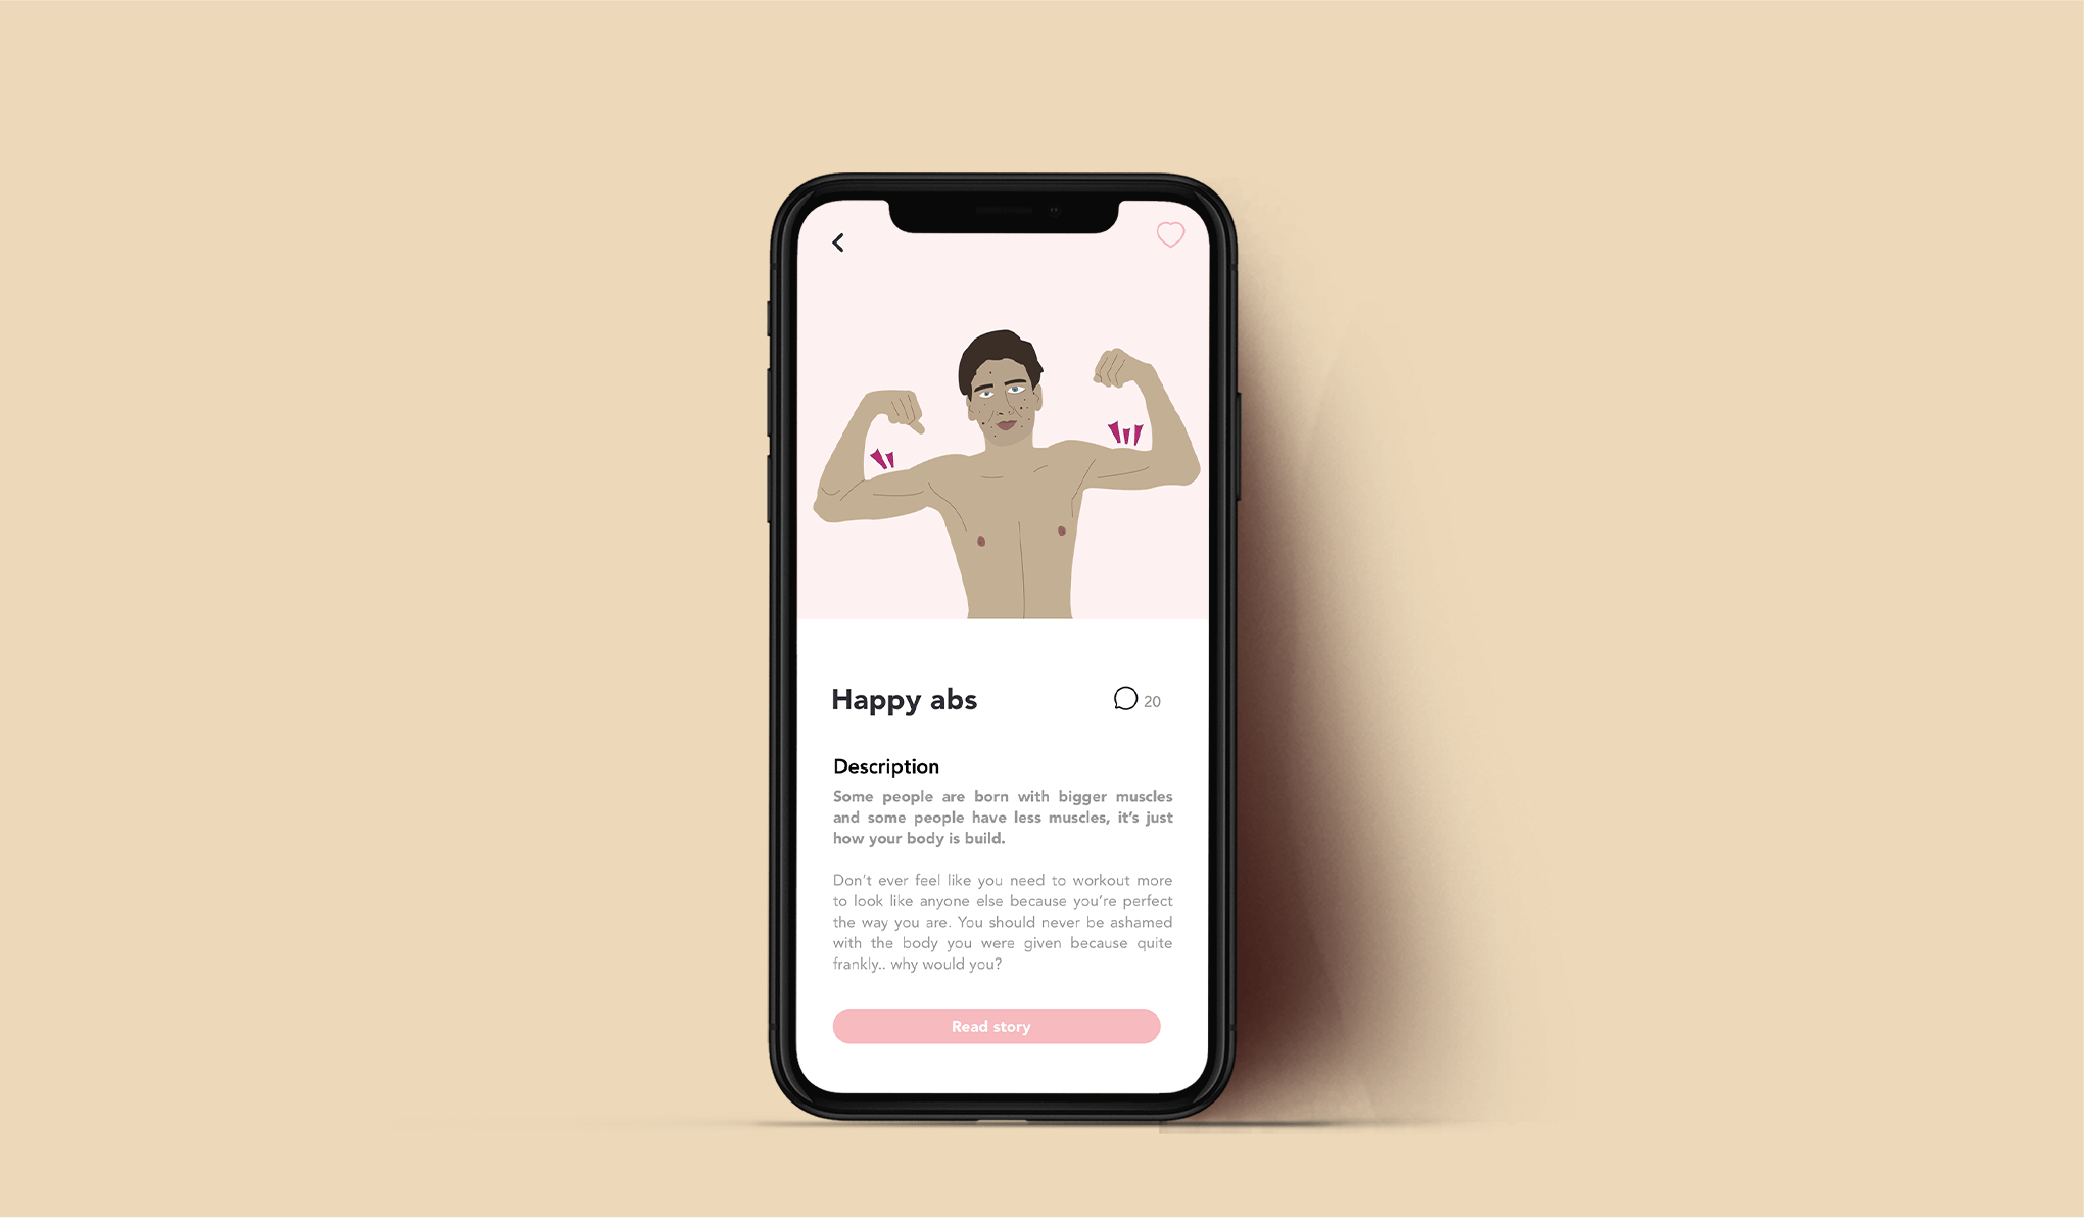 Happy abs
20
Description
Some people are born with bigger muscles
and some people have less muscles, it's just
how your body is build.
Don't ever feel like you need to workout more
to look like anyone else because you're perfect
the way you are. You should never be ashamed
with the body you were given because quite
frankly.. why would you?
Read story